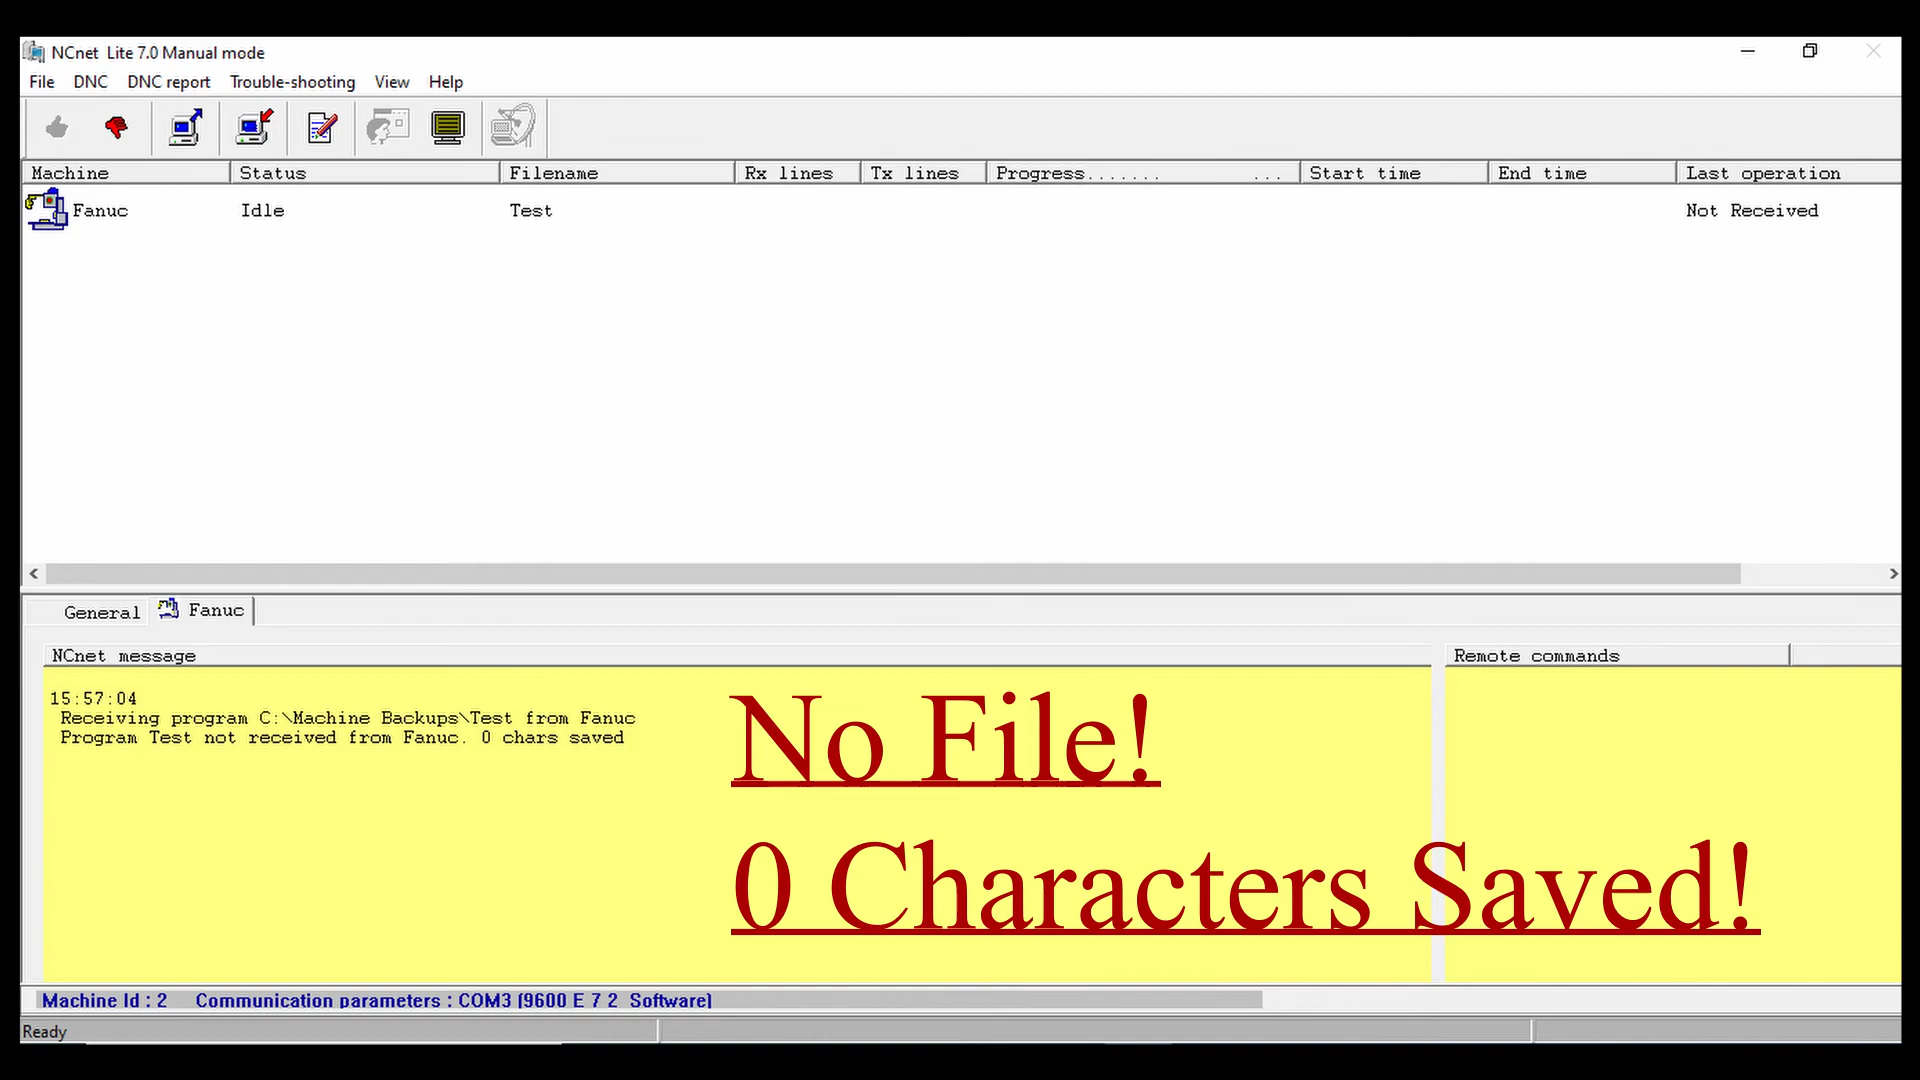 NCnet Lite 7.0 Manual mode
File DNC DNC report Trouble-shooting View Help
Machine Status Filename Rx lines Tx lines Progress....... ... Start time End time Last operation
Fanuc Idle Test Not Received
General Fanuc
NCnet message Remote commands
15:57:04
Receiving program C:\Machine Backups\Test from Fanuc
Program Test not received from Fanuc. 0 chars saved
No File!
0 Characters Saved!
Machine Id : 2 Communication parameters : COM3 (9600 E 7 2 Software)
Ready